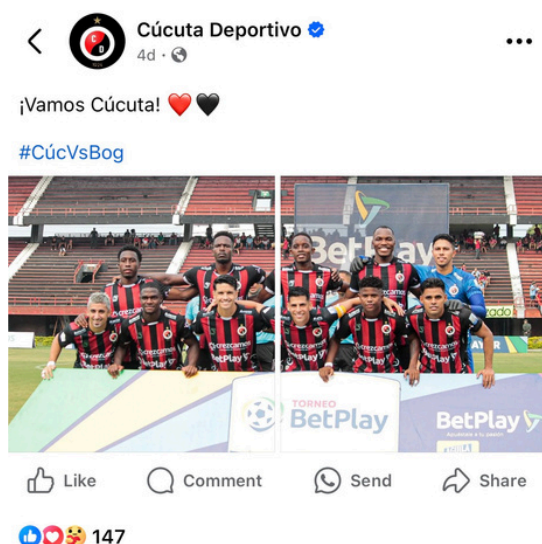 Cúcuta Deportivo
4d
¡Vamos Cúcuta! ❤️🖤
#CúcVsBog
BetPlay
TORNEO
BetPlay
BetPlay
Like
Comment
Send
Share
147